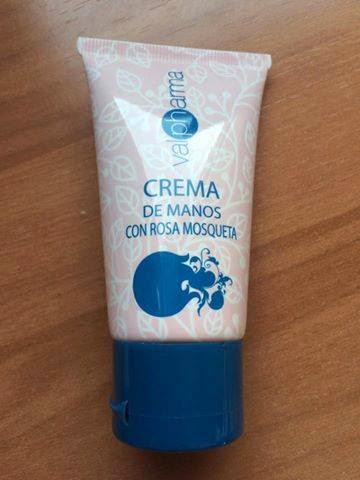 valpharma
CREMA
DE MANOS
CON ROSA MOSQUETA